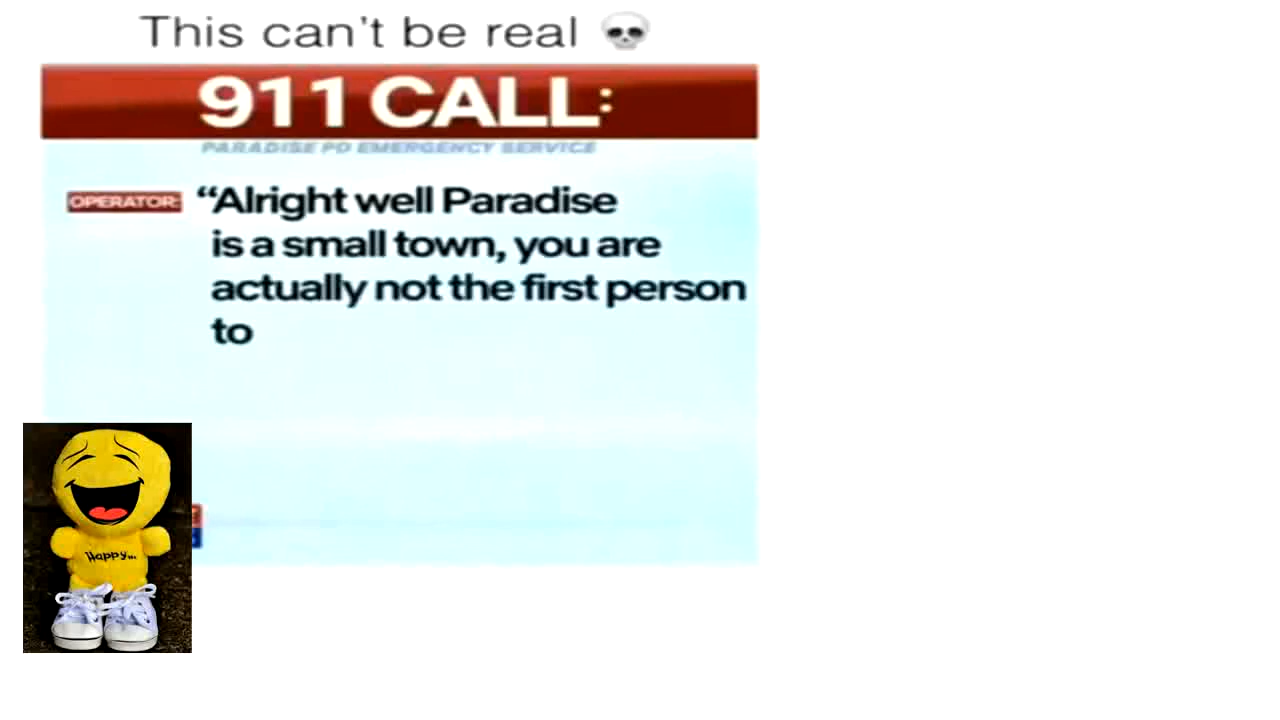 This can't be real 💀
911 CALL:
PARADISE PD EMERGENCY SERVICE
OPERATOR: “Alright well Paradise
is a small town, you are
actually not the first person
to
Happy...